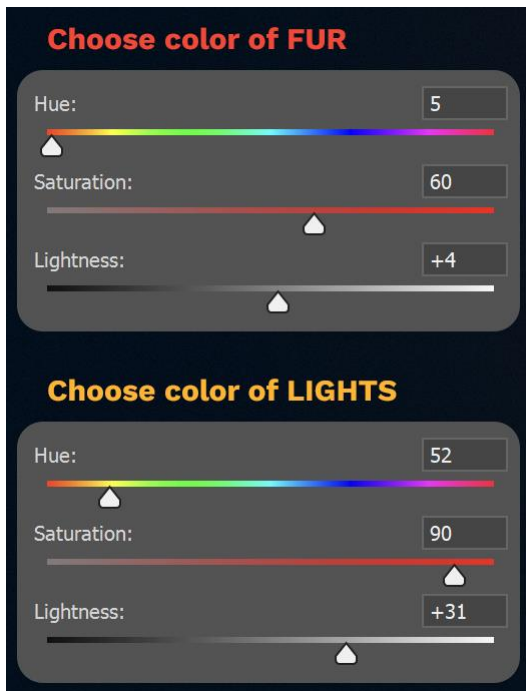 Choose color of FUR
Hue: 5
Saturation: 60
Lightness: +4
Choose color of LIGHTS
Hue: 52
Saturation: 90
Lightness: +31